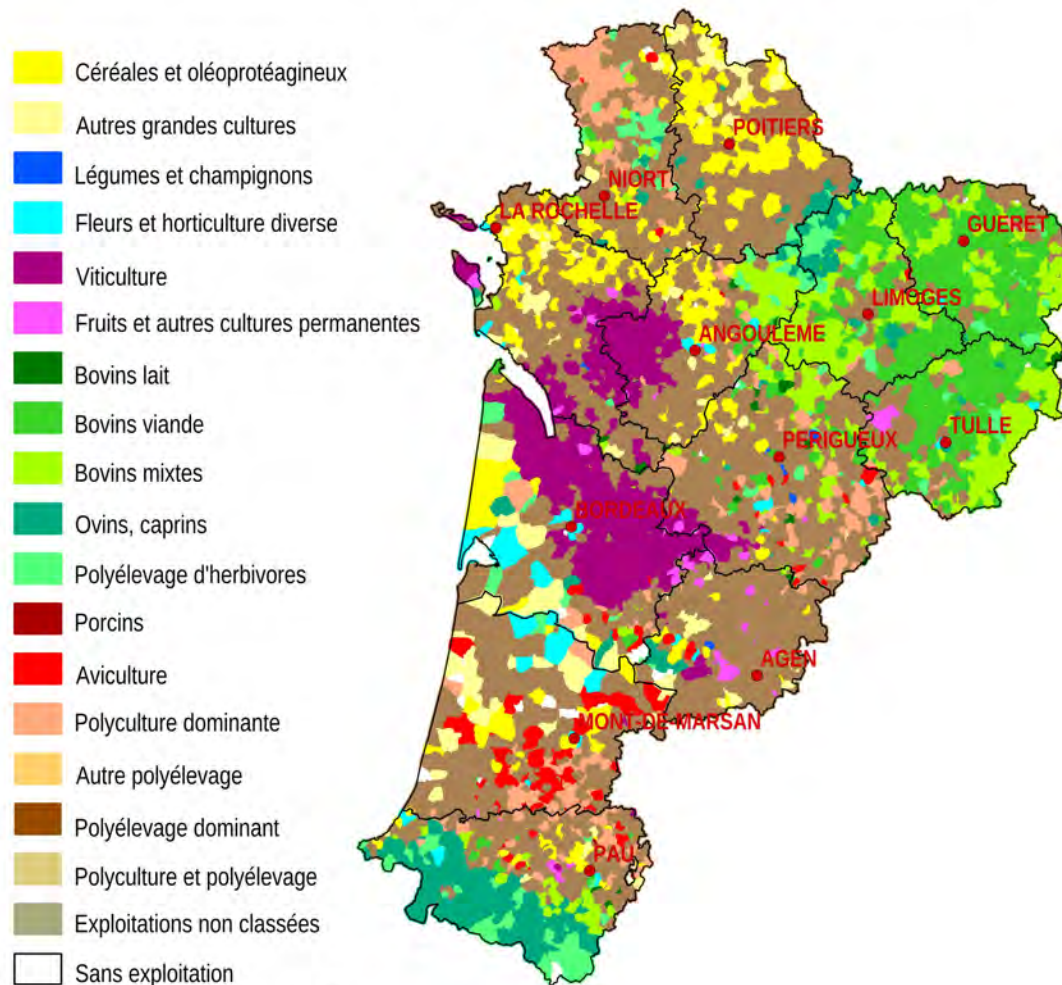 Céréales et oléoprotéagineux
Autres grandes cultures
Légumes et champignons
Fleurs et horticulture diverse
Viticulture
Fruits et autres cultures permanentes
Bovins lait
Bovins viande
Bovins mixtes
Ovins, caprins
Polyélevage d'herbivores
Porcins
Aviculture
Polyculture dominante
Autre polyélevage
Polyélevage dominant
Polyculture et polyélevage
Exploitations non classées
Sans exploitation
POITIERS
NIORT
LA ROCHELLE
GUERET
LIMOGES
ANGOULEME
TULLE
PERIGUEUX
BORDEAUX
AGEN
MONT-DE-MARSAN
PAU